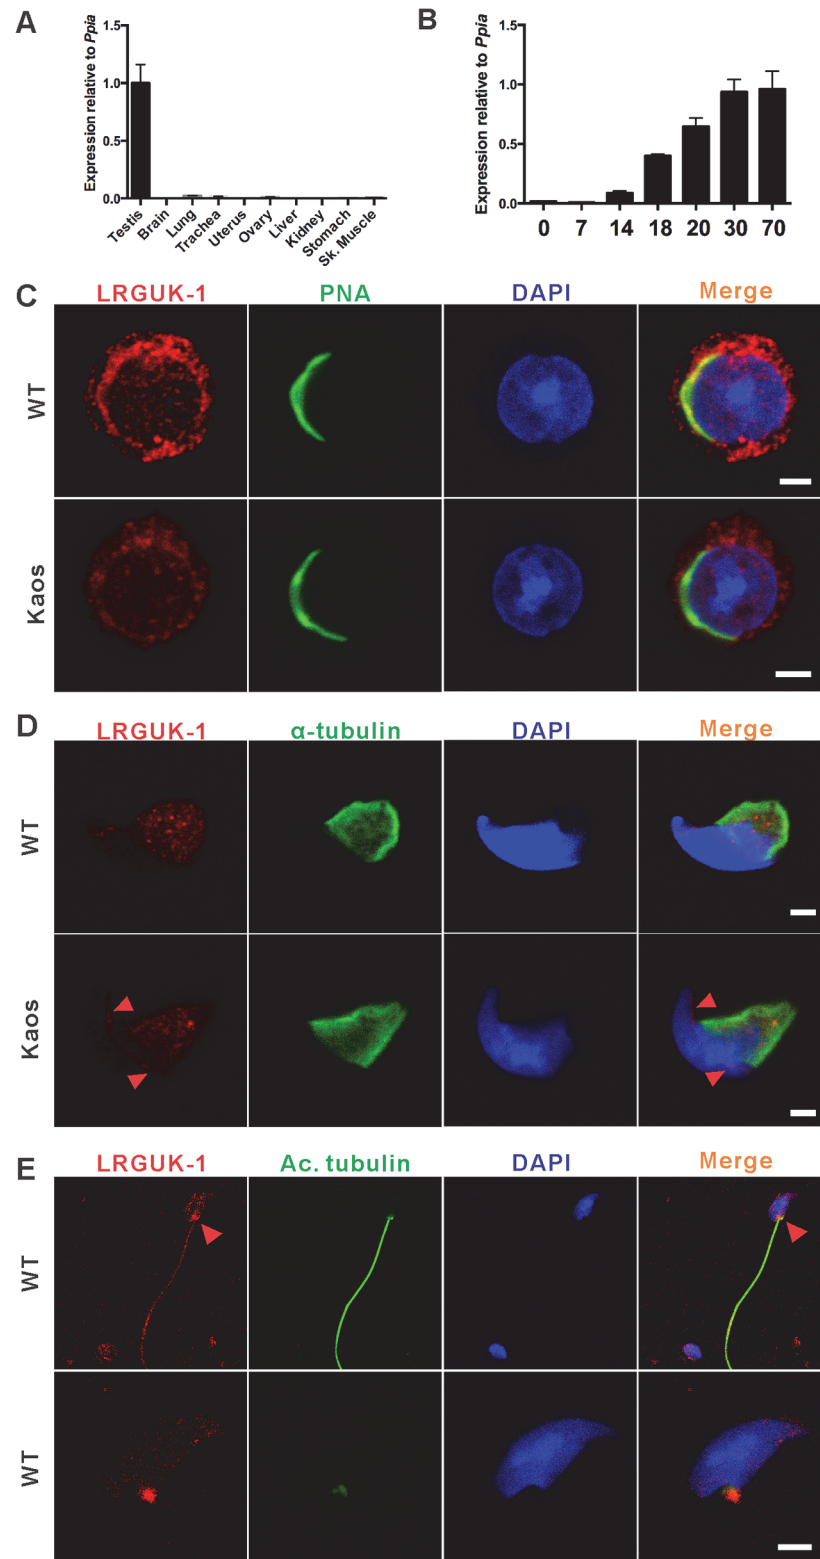 A
Expression relative to Ppia
1.5
1.0
0.5
0.0
Testis
Brain
Lung
Trachea
Uterus
Ovary
Liver
Kidney
Stomach
Sk. Muscle
B
Expression relative to Ppia
1.5
1.0
0.5
0.0
0 7 14 18 20 30 70
C
LRGUK-1 PNA DAPI Merge
WT
Kaos
D
LRGUK-1 α-tubulin DAPI Merge
WT
Kaos
E
LRGUK-1 Ac. tubulin DAPI Merge
WT
WT